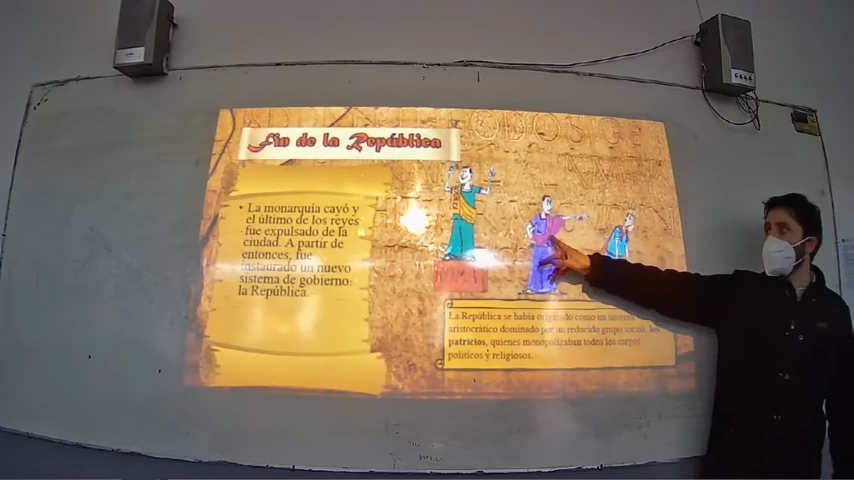 Fin de la República
• La monarquía cayó y
el último de los reyes
fue expulsado de la
ciudad. A partir de
entonces, fue
instaurado un nuevo
sistema de gobierno:
la República.
La República se había originado como un sistema
aristocrático dominado por un reducido grupo social, los
patricios, quienes monopolizaban todos los cargos
políticos y religiosos.